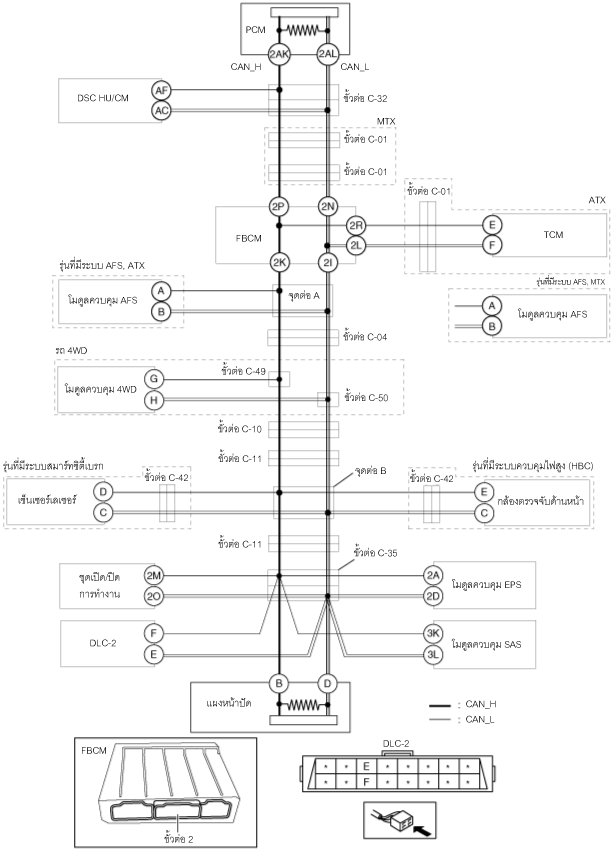 PCM
2AK
2AL
CAN_H
CAN_L
DSC HU/CM
AF
AC
ขั้วต่อ C-32
MTX
ขั้วต่อ C-01
ขั้วต่อ C-01
ขั้วต่อ C-01
ATX
2P
2N
FBCM
2R
2L
2K
2I
E
F
TCM
รุ่นที่มีระบบ AFS, ATX
โมดูลควบคุม AFS
A
B
จุดต่อ A
รุ่นที่มีระบบ AFS, MTX
A
B
โมดูลควบคุม AFS
ขั้วต่อ C-04
รถ 4WD
ขั้วต่อ C-49
โมดูลควบคุม 4WD
G
H
ขั้วต่อ C-50
ขั้วต่อ C-10
ขั้วต่อ C-11
รุ่นที่มีระบบสมาร์ทซิตี้เบรก
ขั้วต่อ C-42
เซ็นเซอร์เลเซอร์
D
C
จุดต่อ B
รุ่นที่มีระบบควบคุมไฟสูง (HBC)
ขั้วต่อ C-42
E
C
กล้องตรวจจับด้านหน้า
ขั้วต่อ C-11
ขั้วต่อ C-35
ชุดเปิด/ปิด
การทำงาน
2M
2O
2A
2D
โมดูลควบคุม EPS
DLC-2
F
E
3K
3L
โมดูลควบคุม SAS
B
D
แผงหน้าปัด
: CAN_H
: CAN_L
FBCM
ขั้วต่อ 2
DLC-2
* * E * * * * *
* * F * * * * *